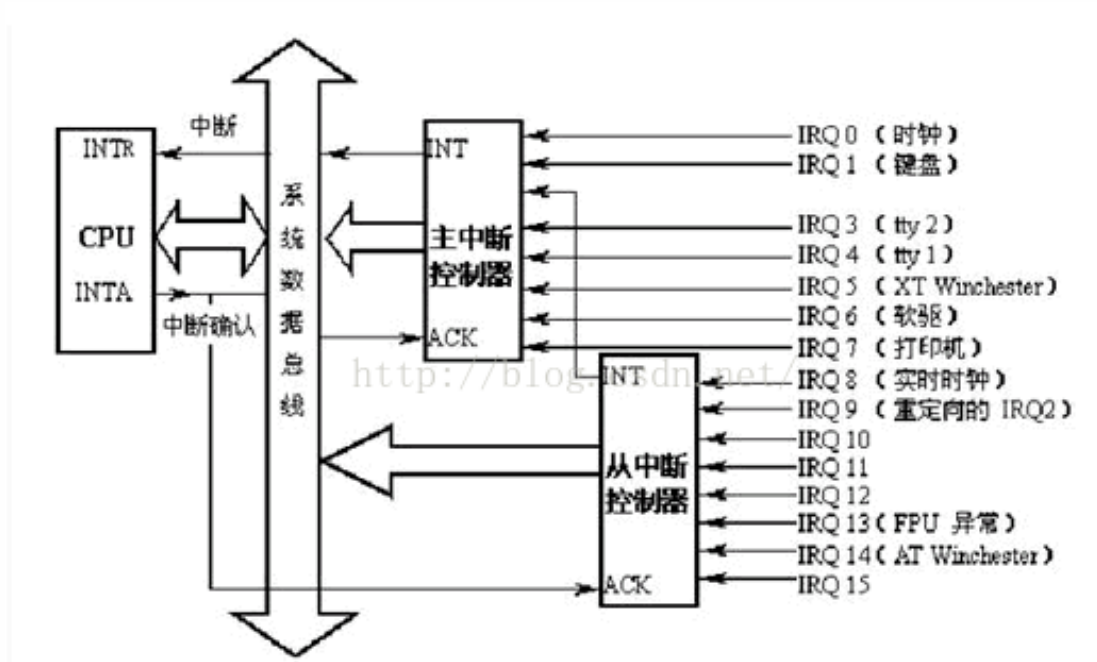 中断
INTR
CPU
INTA
中断确认
系统数据总线
INT
主中断
控制器
ACK
IRQ 0 （时钟）
IRQ 1 （键盘）
IRQ 3 （tty 2）
IRQ 4 （tty 1）
IRQ 5 （XT Winchester）
IRQ 6 （软驱）
IRQ 7 （打印机）
http://blog.csdn.net/
INT
从中断
控制器
ACK
IRQ 8 （实时时钟）
IRQ 9 （重定向的 IRQ2）
IRQ 10
IRQ 11
IRQ 12
IRQ 13（FPU 异常）
IRQ 14（AT Winchester）
IRQ 15